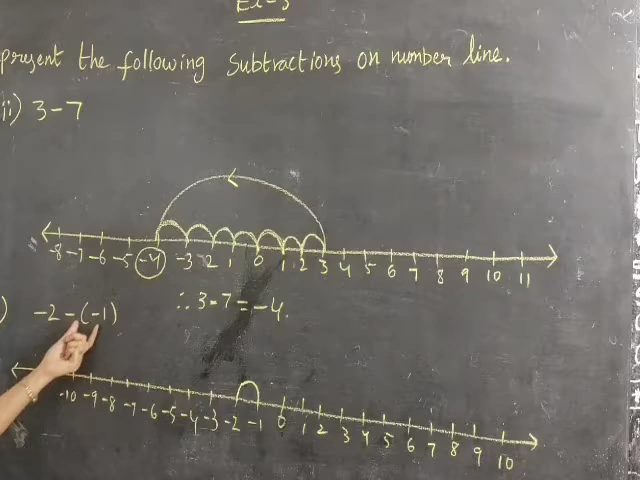 Ex-3
present the following Subtractions on number line.
ii) 3-7
-8 -7 -6 -5 -4 -3 -2 1 0 1 2 3 4 5 6 7 8 9 10 11
∴ 3-7 = -4.
) -2-(-1)
-10 -9 -8 -7 -6 -5 -4 -3 -2 -1 0 1 2 3 4 5 6 7 8 9 10